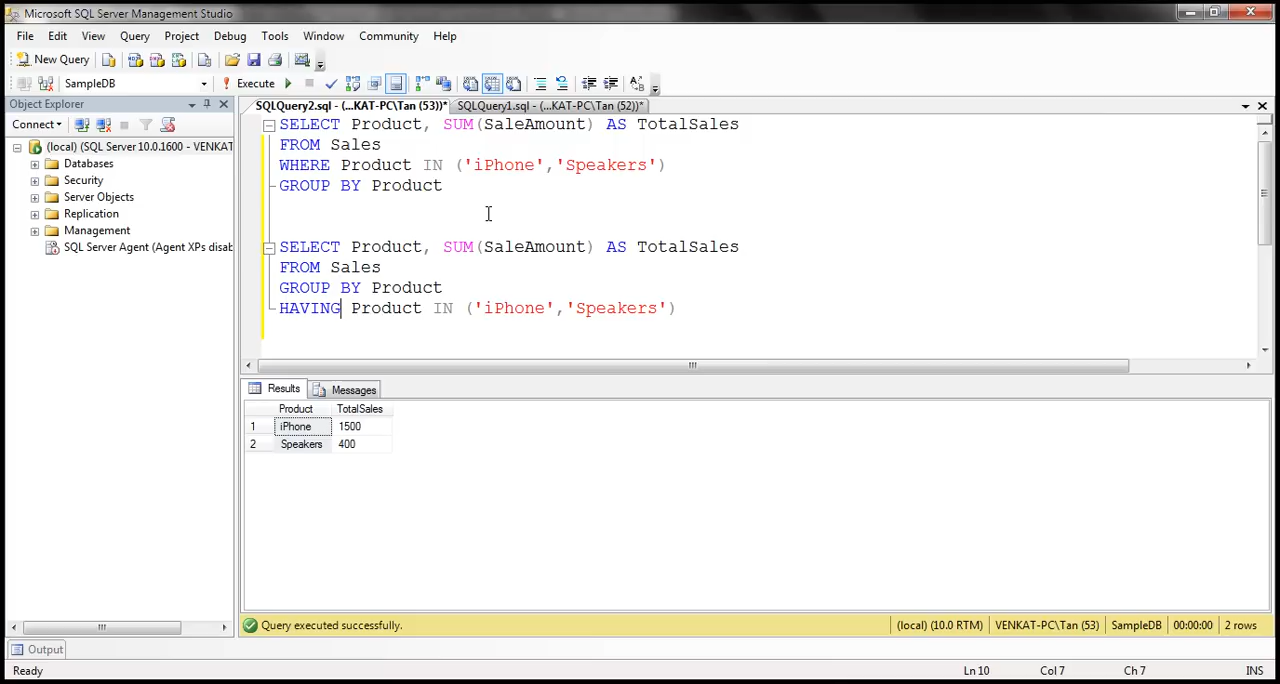 Microsoft SQL Server Management Studio
File Edit View Query Project Debug Tools Window Community Help
New Query
SampleDB Execute
Object Explorer
SQLQuery2.sql - (...KAT-PC\Tan (53))* SQLQuery1.sql - (...KAT-PC\Tan (52))*
Connect
(local) (SQL Server 10.0.1600 - VENKAT
Databases
Security
Server Objects
Replication
Management
SQL Server Agent (Agent XPs disab
SELECT Product, SUM(SaleAmount) AS TotalSales
FROM Sales
WHERE Product IN ('iPhone','Speakers')
GROUP BY Product
SELECT Product, SUM(SaleAmount) AS TotalSales
FROM Sales
GROUP BY Product
HAVING Product IN ('iPhone','Speakers')
Results Messages
Product TotalSales
1 iPhone 1500
2 Speakers 400
Query executed successfully. (local) (10.0 RTM) VENKAT-PC\Tan (53) SampleDB 00:00:00 2 rows
Output
Ready Ln 10 Col 7 Ch 7 INS